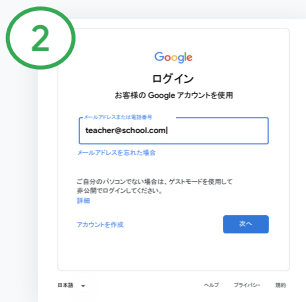 2
Google
ログイン
お客様の Google アカウントを使用
メールアドレスまたは電話番号
teacher@school.com
メールアドレスを忘れた場合
ご自分のパソコンでない場合は、ゲストモードを使用して
非公開でログインしてください。
詳細
アカウントを作成
次へ
日本語
ヘルプ プライバシー 規約